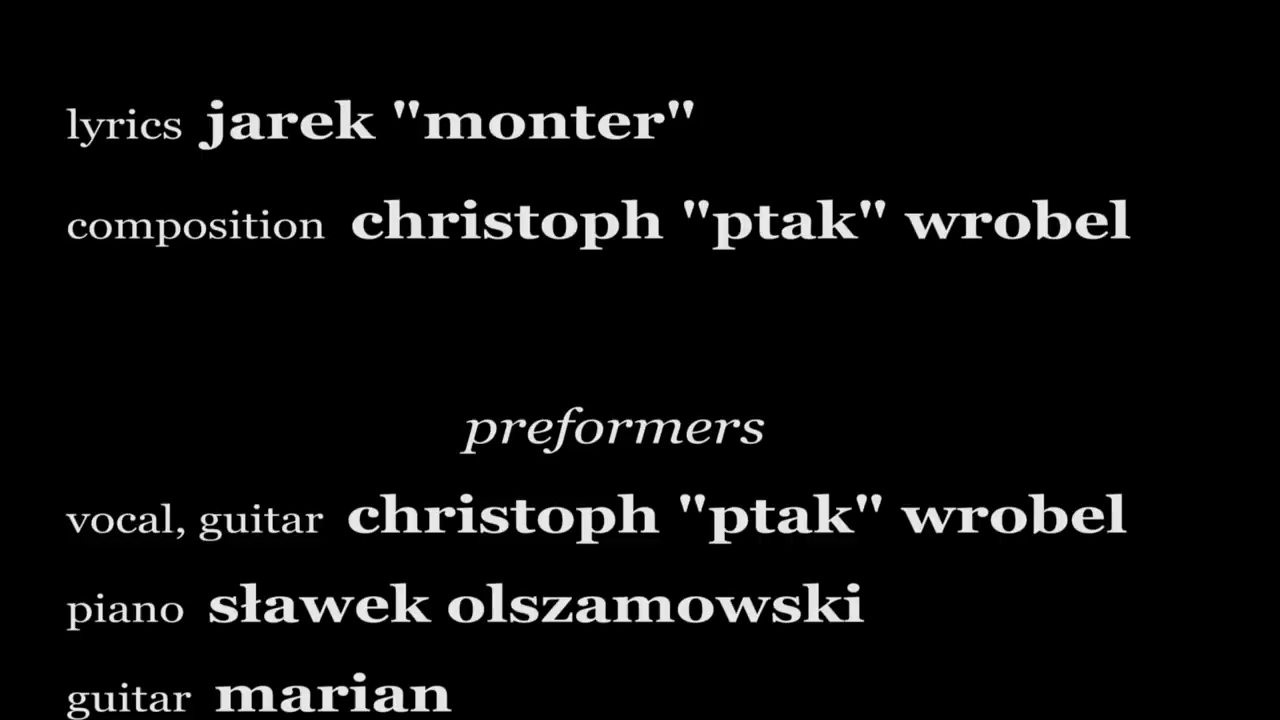 lyrics jarek "monter"
composition christoph "ptak" wrobel
preformers
vocal, guitar christoph "ptak" wrobel
piano sławek olszamowski
guitar marian